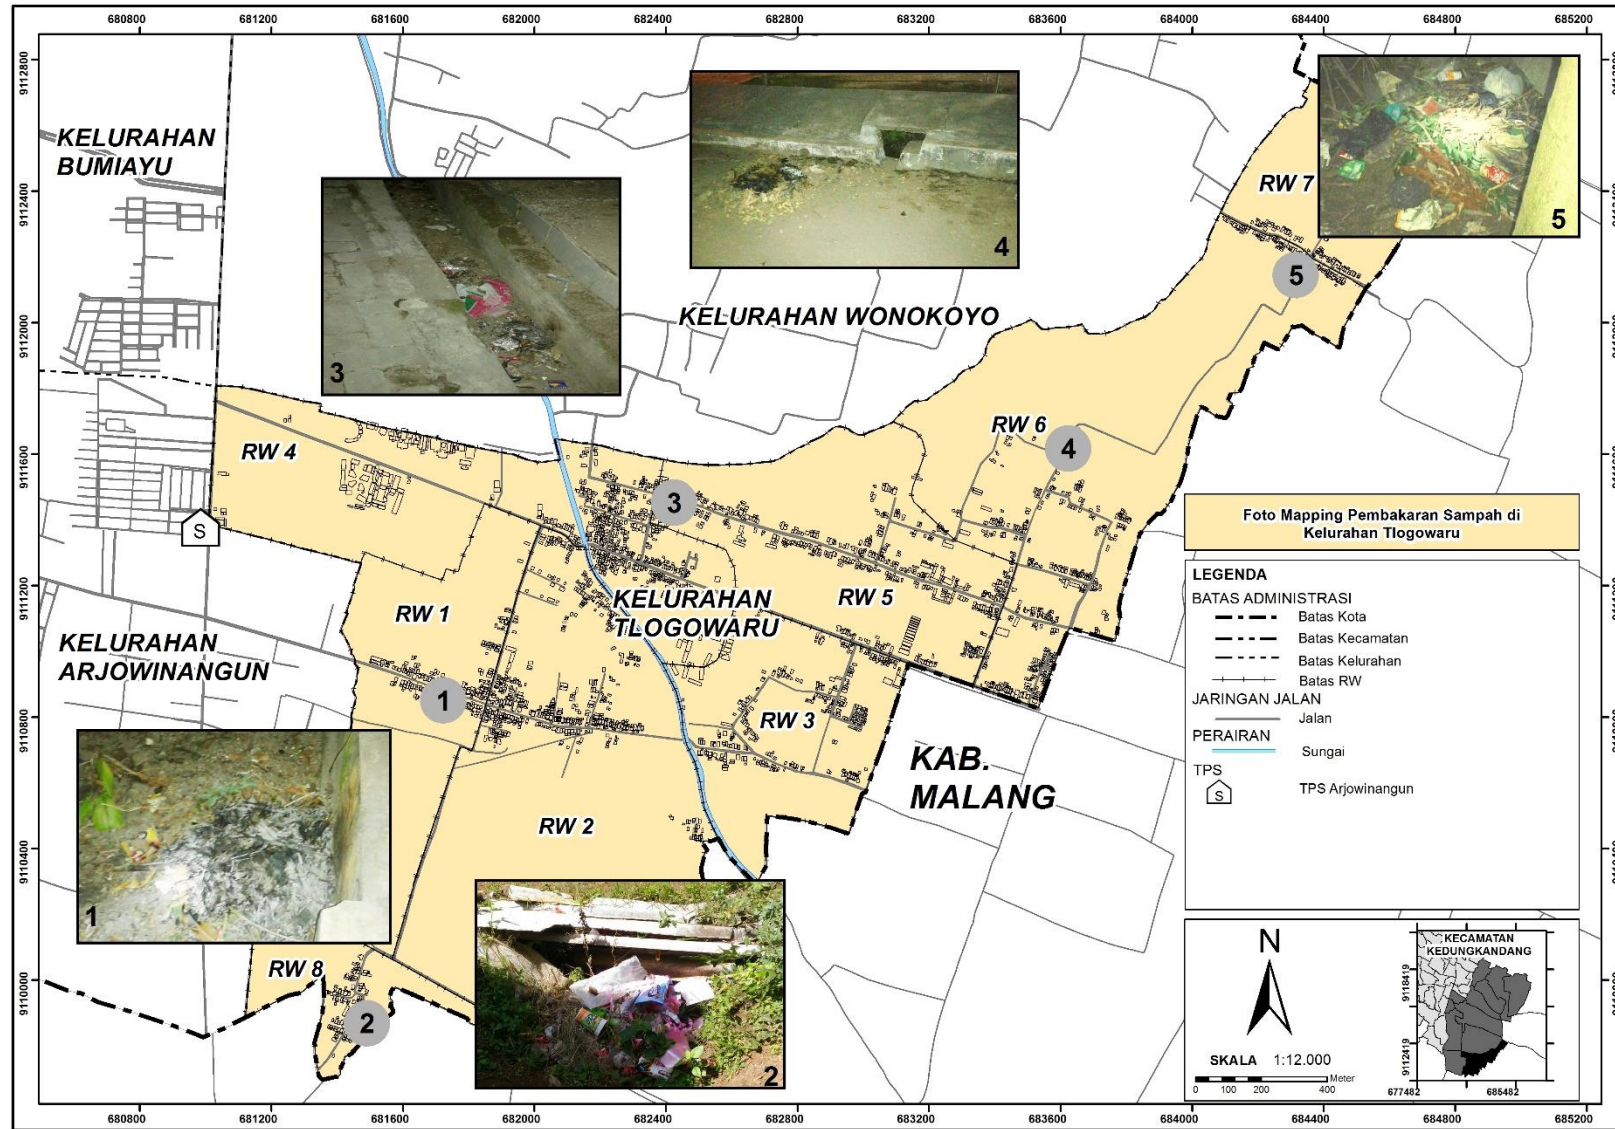 680800 681200 681600 682000 682400 682800 683200 683600 684000 684400 684800 685200
9112800
9112400
9112000
9111600
9111200
9110800
9110400
9110000
KELURAHAN
BUMIAYU
3
4
5
RW 7
5
KELURAHAN WONOKOYO
RW 4
S
3
RW 6
4
RW 1
KELURAHAN
TLOGOWARU
RW 5
KELURAHAN
ARJOWINANGUN
1
RW 3
KAB.
MALANG
RW 2
1
RW 8
2
2
Foto Mapping Pembakaran Sampah di
Kelurahan Tlogowaru
LEGENDA
BATAS ADMINISTRASI
Batas Kota
Batas Kecamatan
Batas Kelurahan
Batas RW
JARINGAN JALAN
Jalan
PERAIRAN
Sungai
TPS
S TPS Arjowinangun
N
SKALA 1:12.000
Meter
0 100 200 400
KECAMATAN
KEDUNGKANDANG
9118419
9112419
677482 685482
680800 681200 681600 682000 682400 682800 683200 683600 684000 684400 684800 685200